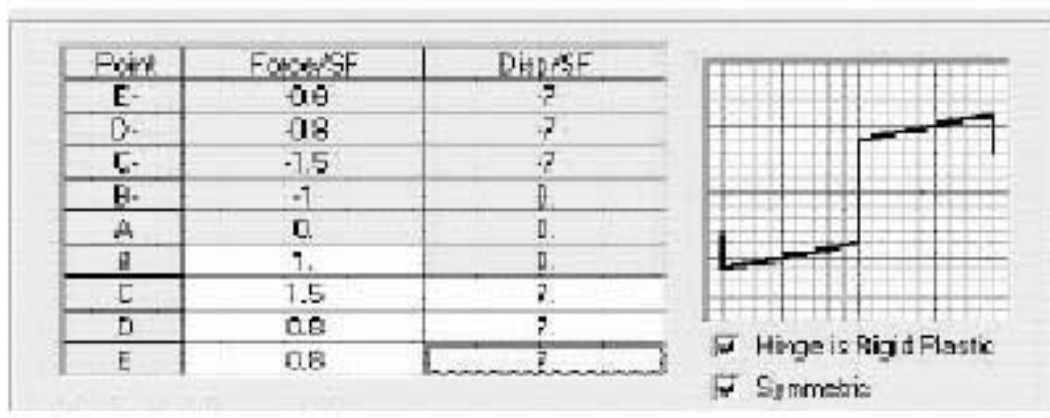 Point Force/SF Disp/SF
E- -0.8 -7
D- -0.8 -7
C- -1.5 -7
B- -1 0.
A 0. 0.
B 1. 0.
C 1.5 7.
D 0.8 7.
E 0.8 7.
Hinge is Rigid Plastic
Symmetric